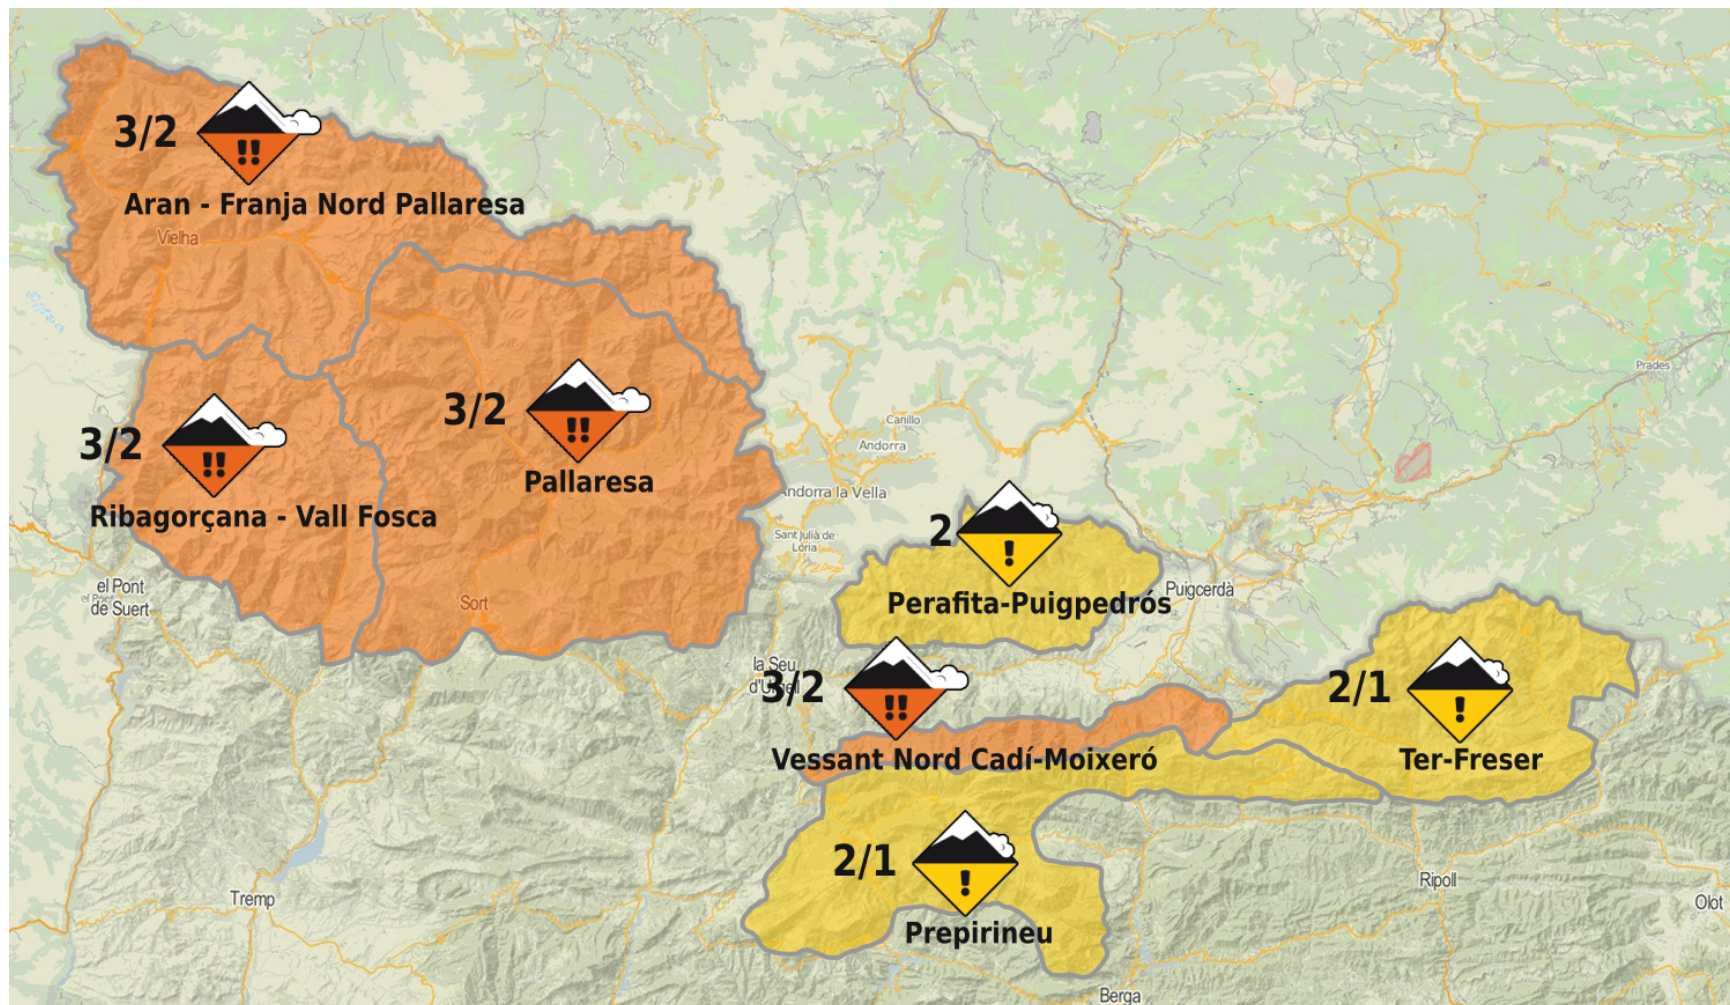 3/2
!!
Aran - Franja Nord Pallaresa
Vielha
Prades
3/2
!!
Pallaresa
3/2
!!
Ribagorçana - Vall Fosca
Canillo
Andorra
Andorra la Vella
Sant Julià de
Lòria
2
!
Perafita-Puigpedrós
Puigcerdà
el Pont
de Suert
Sort
la Seu
d'Urgell
3/2
!!
Vessant Nord Cadí-Moixeró
2/1
!
Ter-Freser
2/1
!
Prepirineu
Tremp
Ripoll
Olot
Berga